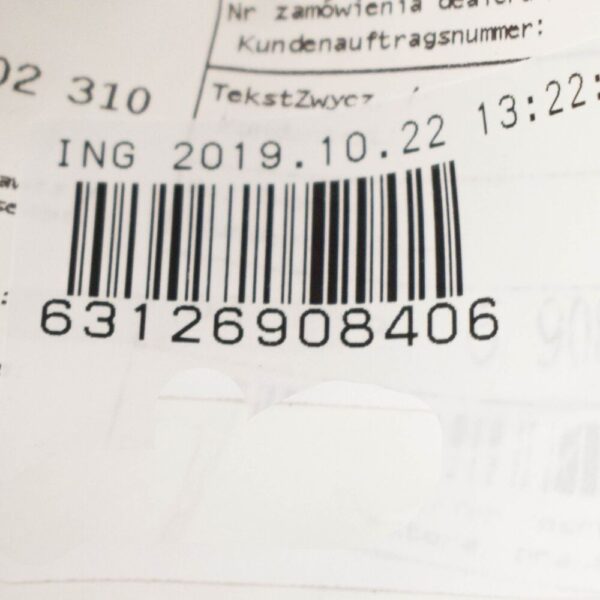 Nr zamówienia
Kundenauftragsnummer:
02 310
TekstZwycz
ING 2019.10.22 13:22:
63126908406